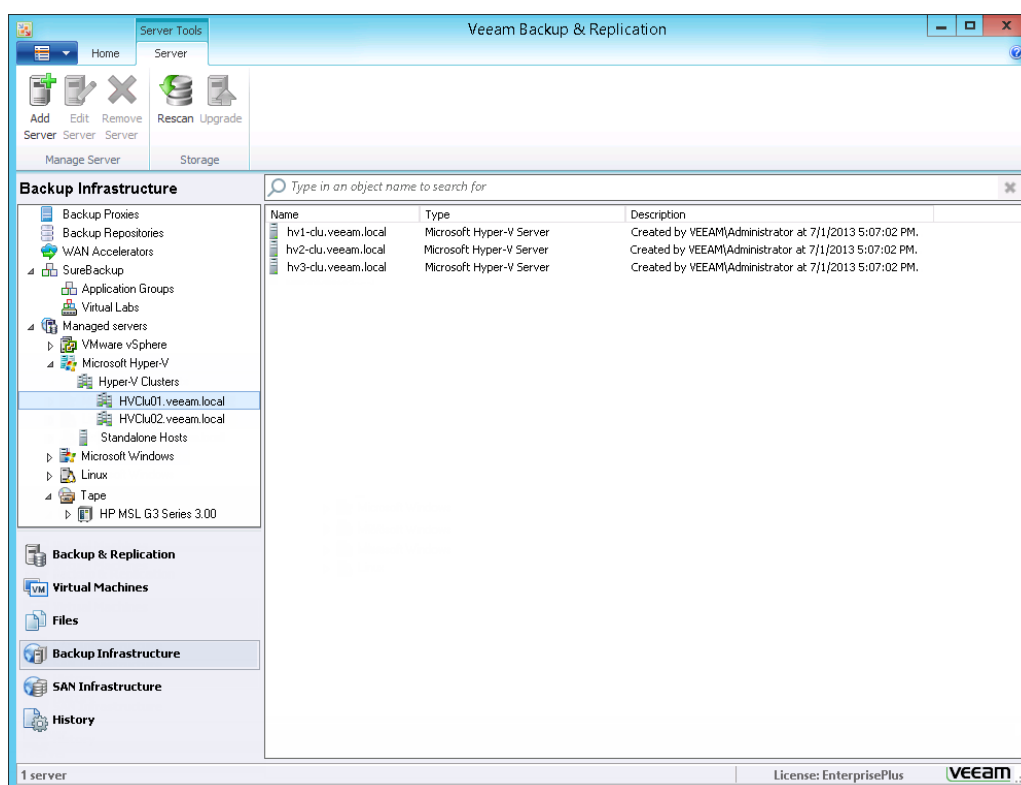 Server Tools
Veeam Backup & Replication
Home Server
Add Server
Edit Server
Remove Server
Rescan
Upgrade
Manage Server
Storage
Backup Infrastructure
Type in an object name to search for
Backup Proxies
Backup Repositories
WAN Accelerators
SureBackup
Application Groups
Virtual Labs
Managed servers
VMware vSphere
Microsoft Hyper-V
Hyper-V Clusters
HVClu01.veeam.local
HVClu02.veeam.local
Standalone Hosts
Microsoft Windows
Linux
Tape
HP MSL G3 Series 3.00
Name Type Description
hv1-clu.veeam.local Microsoft Hyper-V Server Created by VEEAM\Administrator at 7/1/2013 5:07:02 PM.
hv2-clu.veeam.local Microsoft Hyper-V Server Created by VEEAM\Administrator at 7/1/2013 5:07:02 PM.
hv3-clu.veeam.local Microsoft Hyper-V Server Created by VEEAM\Administrator at 7/1/2013 5:07:02 PM.
Backup & Replication
VM Virtual Machines
Files
Backup Infrastructure
SAN Infrastructure
History
1 server
License: EnterprisePlus
veeam